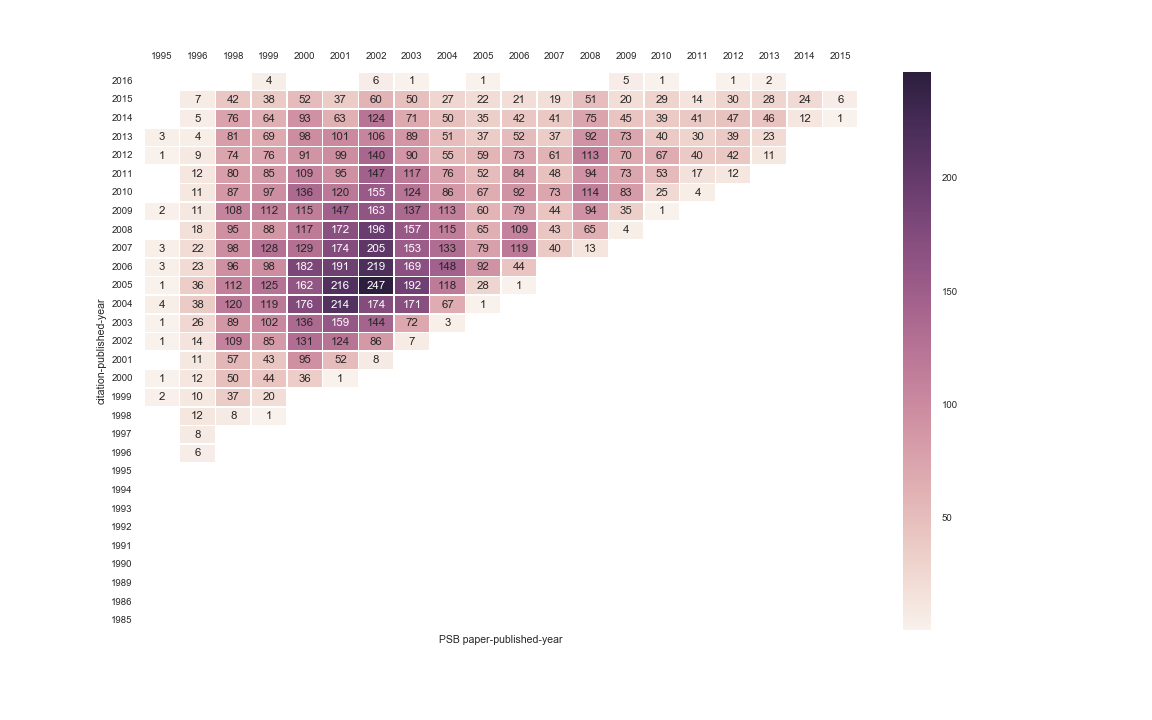 1995 1996 1998 1999 2000 2001 2002 2003 2004 2005 2006 2007 2008 2009 2010 2011 2012 2013 2014 2015
2016 4 6 1 1 5 1 1 2
2015 7 42 38 52 37 60 50 27 22 21 19 51 20 29 14 30 28 24 6
2014 5 76 64 93 63 124 71 50 35 42 41 75 45 39 41 47 46 12 1
2013 3 4 81 69 98 101 106 89 51 37 52 37 92 73 40 30 39 23
2012 1 9 74 76 91 99 140 90 55 59 73 61 113 70 67 40 42 11
2011 12 80 85 109 95 147 117 76 52 84 48 94 73 53 17 12
2010 11 87 97 136 120 155 124 86 67 92 73 114 83 25 4
2009 2 11 108 112 115 147 163 137 113 60 79 44 94 35 1
2008 18 95 88 117 172 196 157 115 65 109 43 65 4
2007 3 22 98 128 129 174 205 153 133 79 119 40 13
2006 3 23 96 98 182 191 219 169 148 92 44
2005 1 36 112 125 162 216 247 192 118 28 1
2004 4 38 120 119 176 214 174 171 67 1
2003 1 26 89 102 136 159 144 72 3
2002 1 14 109 85 131 124 86 7
2001 11 57 43 95 52 8
2000 1 12 50 44 36 1
1999 2 10 37 20
1998 12 8 1
1997 8
1996 6
1995
1994
1993
1992
1991
1990
1989
1986
1985
citation-published-year
PSB paper-published-year
200
150
100
50